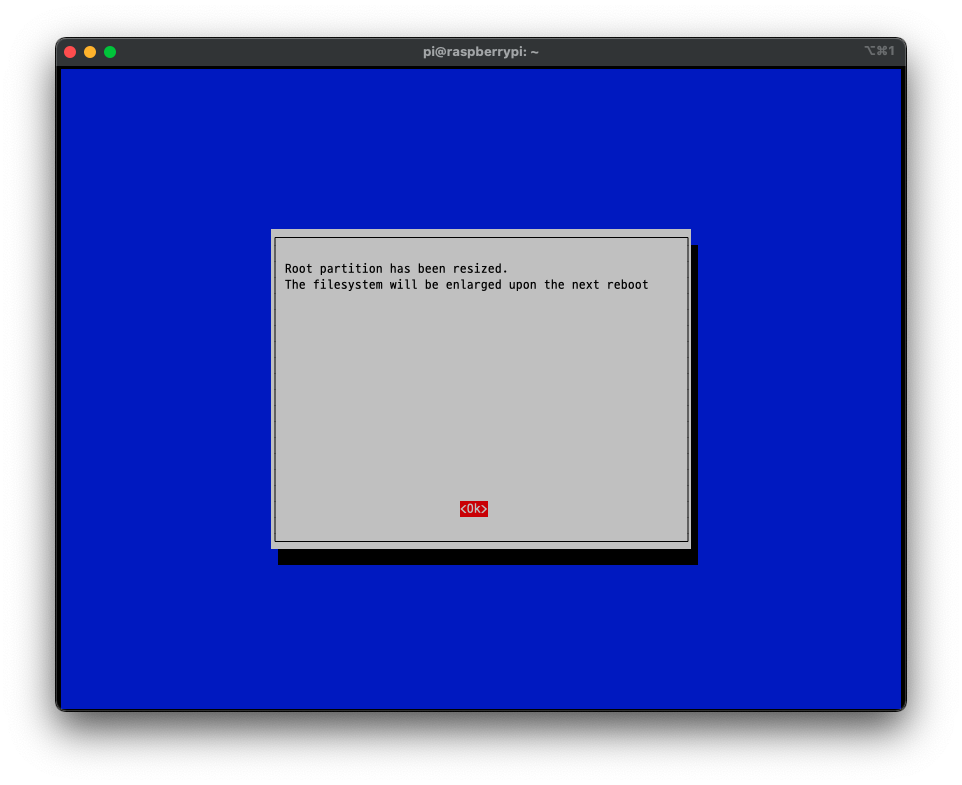 pi@raspberrypi: ~
⌥⌘1
Root partition has been resized.
The filesystem will be enlarged upon the next reboot
<Ok>